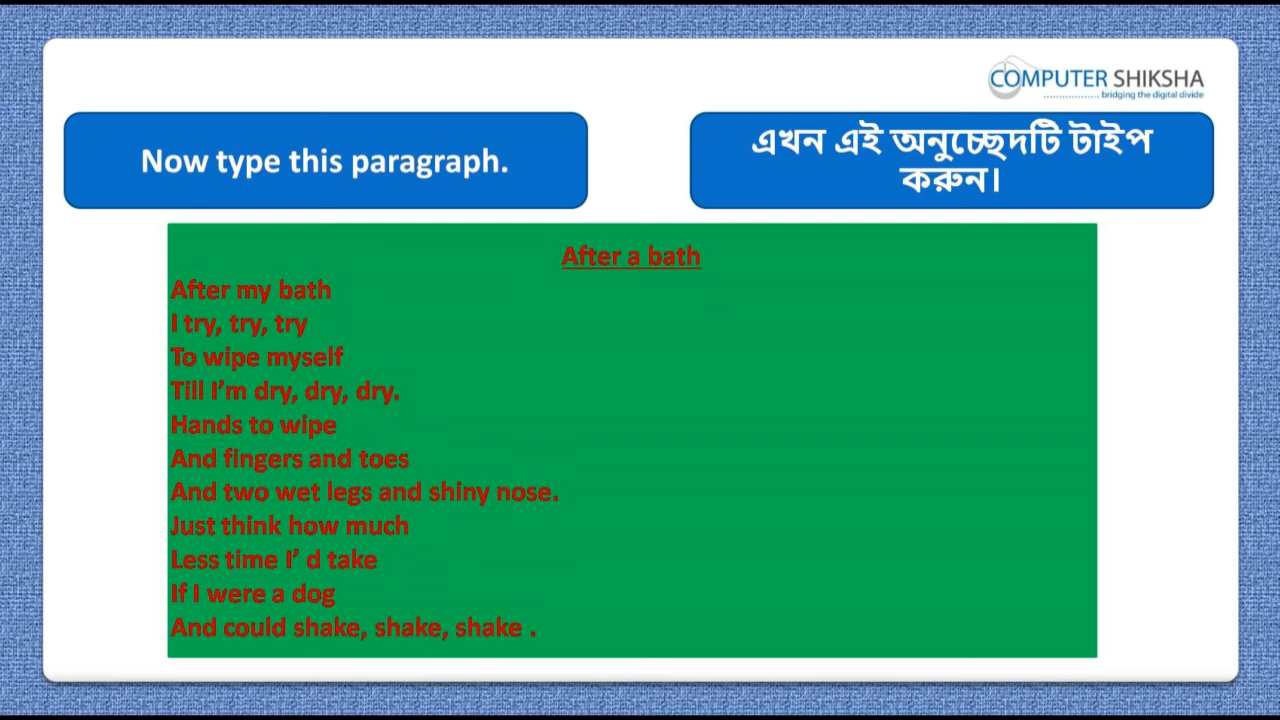 COMPUTER SHIKSHA
bridging the digital divide
Now type this paragraph.
এখন এই অনুচ্ছেদটি টাইপ
করুন।
After a bath
After my bath
I try, try, try
To wipe myself
Till I’m dry, dry, dry.
Hands to wipe
And fingers and toes
And two wet legs and shiny nose.
Just think how much
Less time I’ d take
If I were a dog
And could shake, shake, shake .